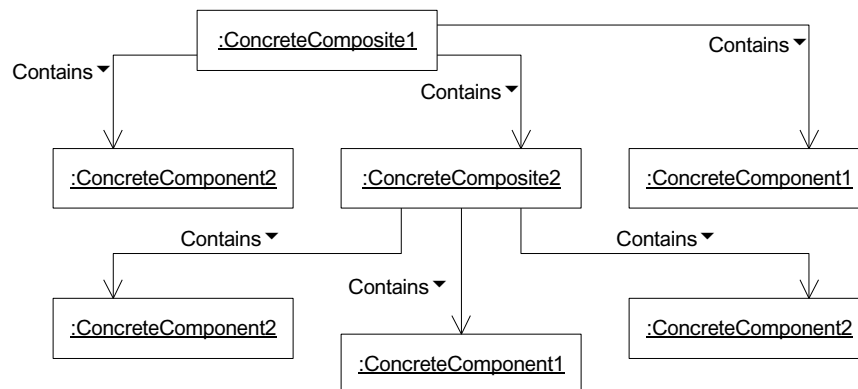 :ConcreteComposite1
Contains
Contains
Contains
:ConcreteComponent2
:ConcreteComposite2
:ConcreteComponent1
Contains
Contains
Contains
:ConcreteComponent2
:ConcreteComponent1
:ConcreteComponent2